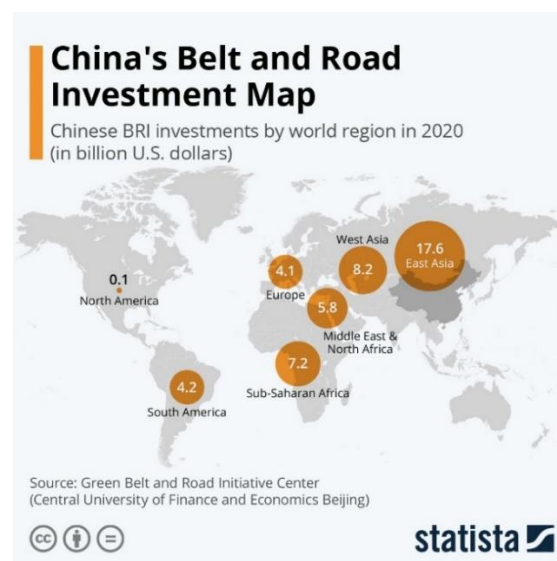 China's Belt and Road
Investment Map
Chinese BRI investments by world region in 2020
(in billion U.S. dollars)
17.6
East Asia
West Asia
8.2
4.1
Europe
0.1
North America
5.8
Middle East &
North Africa
7.2
Sub-Saharan Africa
4.2
South America
Source: Green Belt and Road Initiative Center
(Central University of Finance and Economics Beijing)
cc
statista